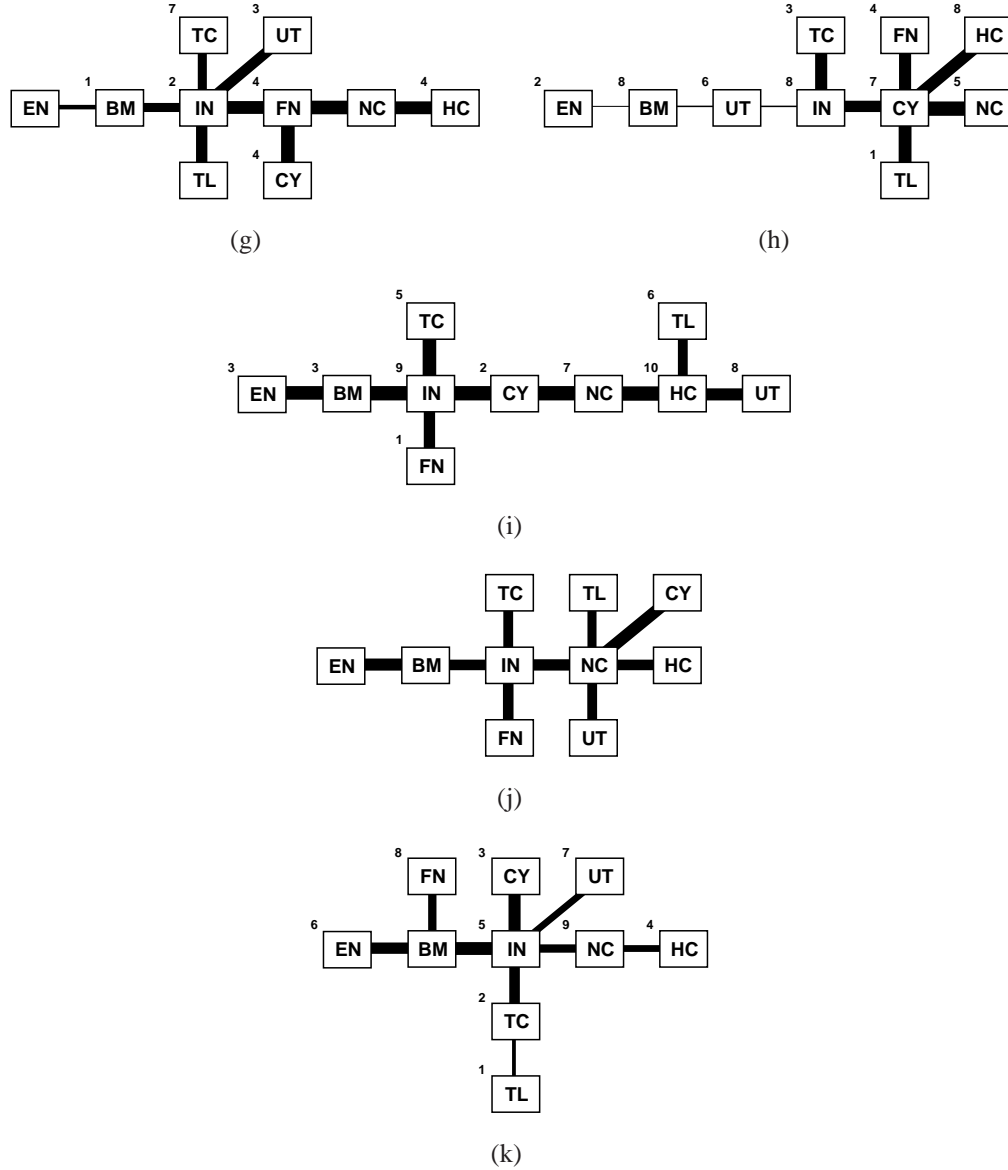 7 3 4 8
TC UT 3 TC FN HC
1 2 4 4 2 8 6 8 7 5
EN BM IN FN NC HC EN BM UT IN CY NC
4 1
TL CY TL
(g) (h)
5 6
TC TL
3 3 9 2 7 10 8
EN BM IN CY NC HC UT
1
FN
(i)
TC TL CY
EN BM IN NC HC
FN UT
(j)
8 3 7
FN CY UT
6 5 9 4
EN BM IN NC HC
2
TC
1
TL
(k)